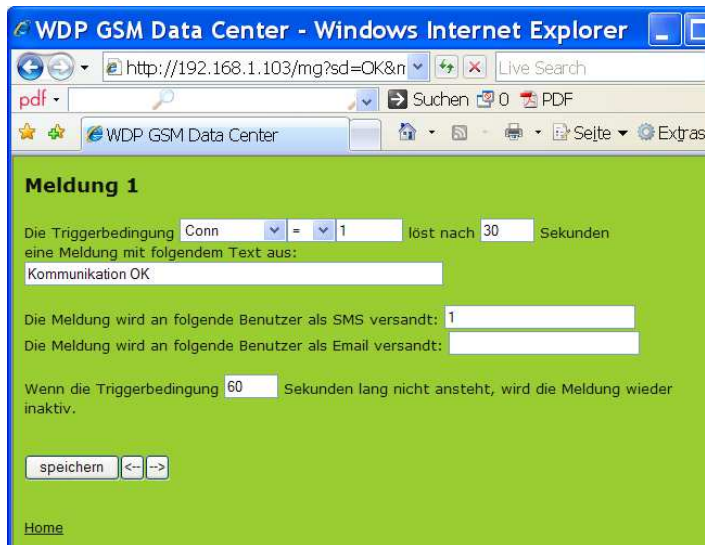 WDP GSM Data Center - Windows Internet Explorer
http://192.168.1.103/mg?sd=OK&n
Live Search
pdf
Suchen 0 PDF
WDP GSM Data Center
Seite Extras
Meldung 1
Die Triggerbedingung Conn = 1 löst nach 30 Sekunden
eine Meldung mit folgendem Text aus:
Kommunikation OK
Die Meldung wird an folgende Benutzer als SMS versandt: 1
Die Meldung wird an folgende Benutzer als Email versandt:
Wenn die Triggerbedingung 60 Sekunden lang nicht ansteht, wird die Meldung wieder
inaktiv.
speichern <-- -->
Home